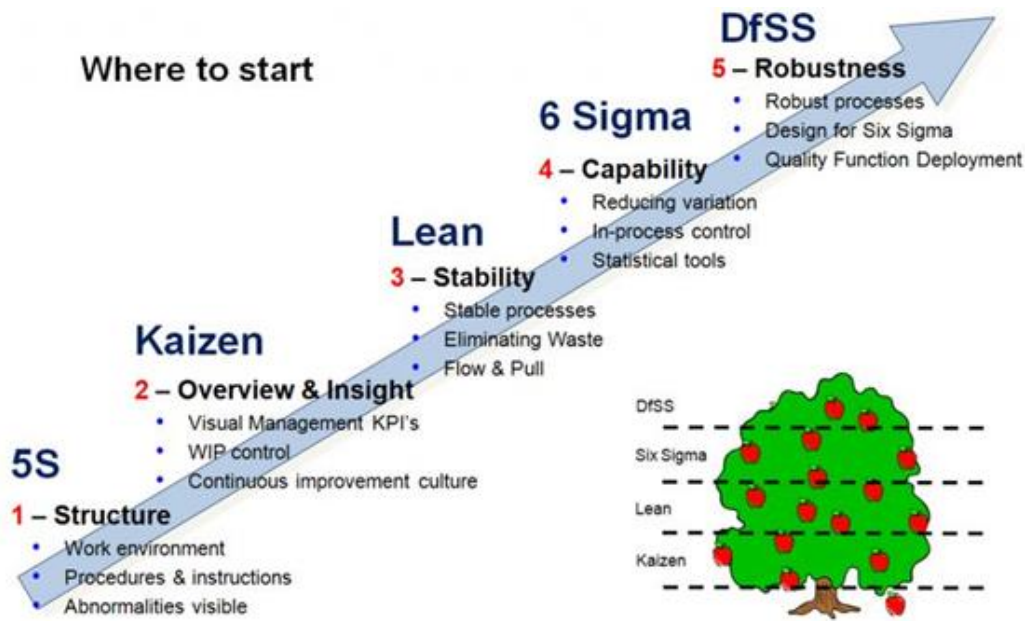 Where to start
DfSS
5 – Robustness
• Robust processes
• Design for Six Sigma
• Quality Function Deployment
6 Sigma
4 – Capability
• Reducing variation
• In-process control
• Statistical tools
Lean
3 – Stability
• Stable processes
• Eliminating Waste
• Flow & Pull
Kaizen
2 – Overview & Insight
• Visual Management KPI's
• WIP control
• Continuous improvement culture
5S
1 – Structure
• Work environment
• Procedures & instructions
• Abnormalities visible
DfSS
Six Sigma
Lean
Kaizen